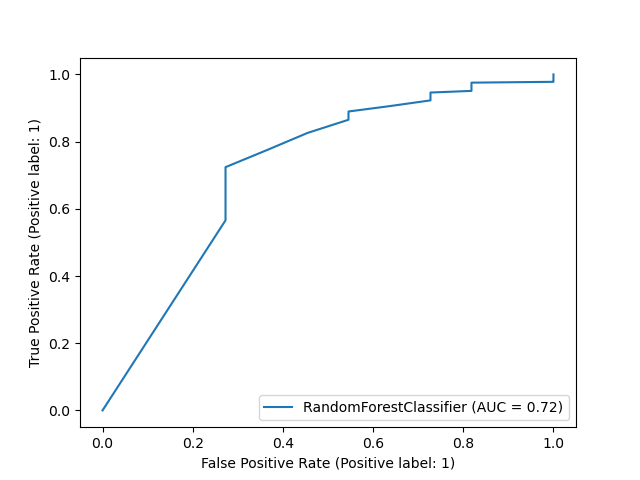 1.0
0.8
0.6
0.4
0.2
0.0
True Positive Rate (Positive label: 1)
RandomForestClassifier (AUC = 0.72)
0.0 0.2 0.4 0.6 0.8 1.0
False Positive Rate (Positive label: 1)